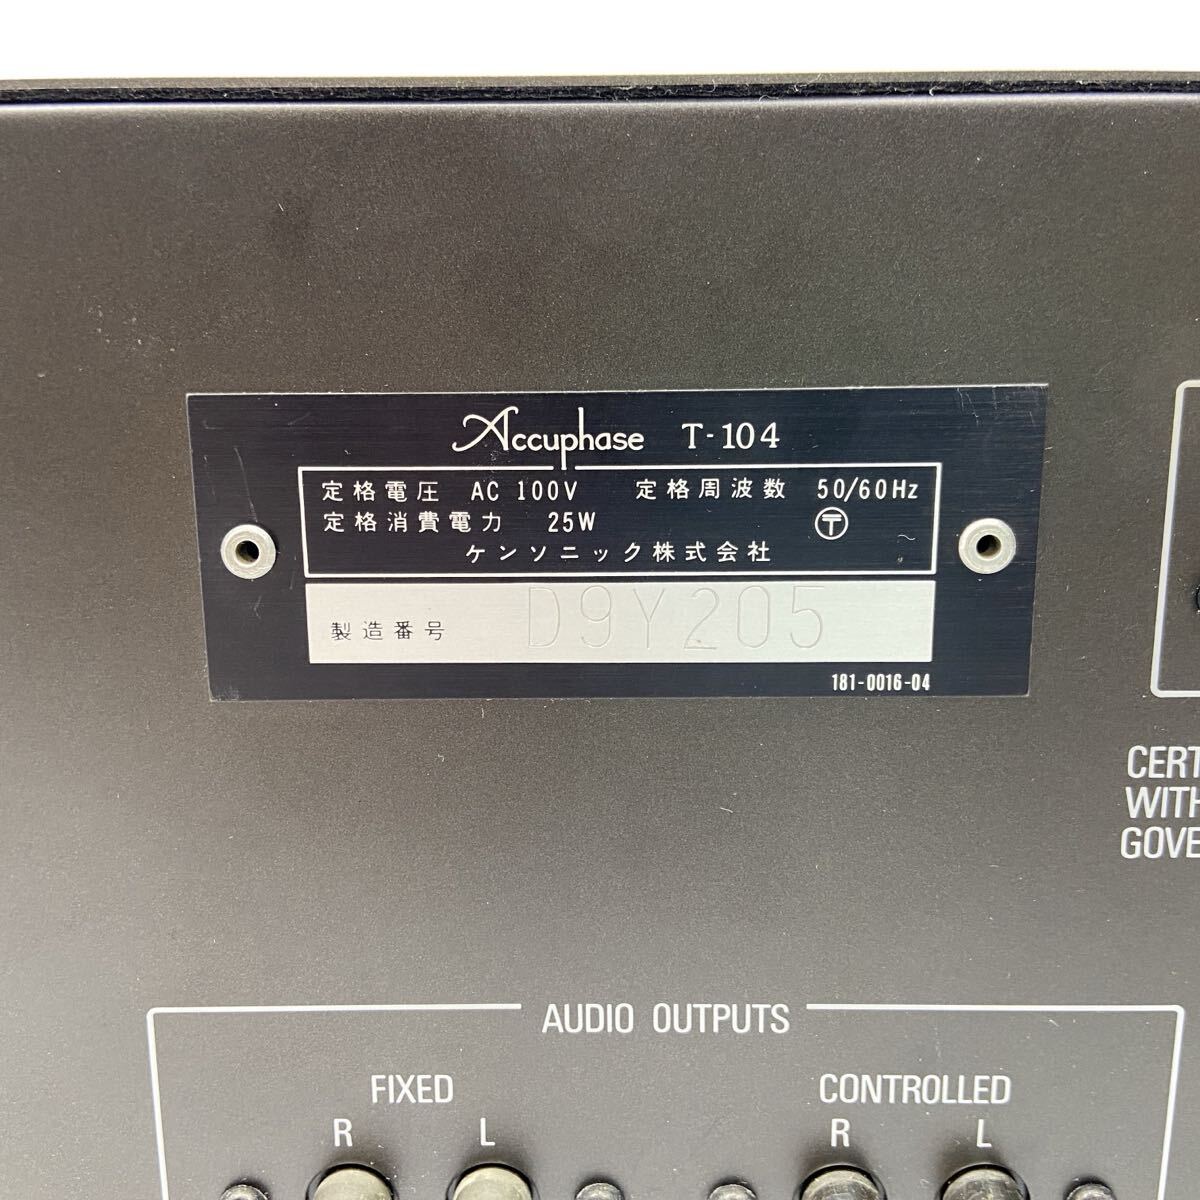 Accuphase T-104
定格電圧 AC 100V 定格周波数 50/60Hz
定格消費電力 25W 〒
ケンソニック株式会社
製造番号 D9Y205
181-0016-04
CERT
WITH
GOVE
AUDIO OUTPUTS
FIXED CONTROLLED
R L R L